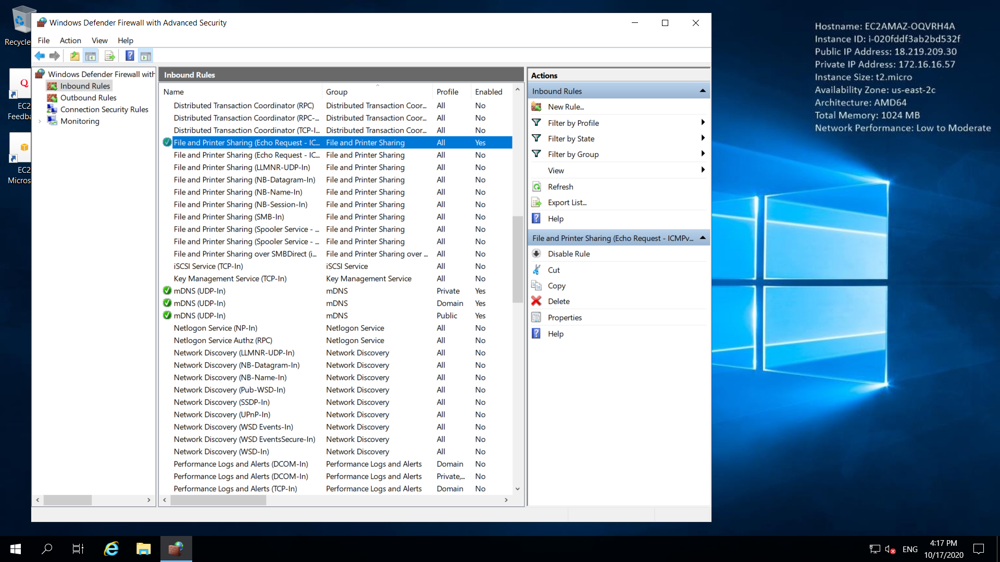 Recycle
Q
EC2
Feedba
EC2
Micros
Windows Defender Firewall with Advanced Security
File Action View Help
Windows Defender Firewall with
Inbound Rules
Outbound Rules
Connection Security Rules
Monitoring
Inbound Rules
Name Group Profile Enabled
Distributed Transaction Coordinator (RPC) Distributed Transaction Coor... All No
Distributed Transaction Coordinator (RPC-... Distributed Transaction Coor... All No
Distributed Transaction Coordinator (TCP-I... Distributed Transaction Coor... All No
File and Printer Sharing (Echo Request - IC... File and Printer Sharing All Yes
File and Printer Sharing (Echo Request - IC... File and Printer Sharing All No
File and Printer Sharing (LLMNR-UDP-In) File and Printer Sharing All No
File and Printer Sharing (NB-Datagram-In) File and Printer Sharing All No
File and Printer Sharing (NB-Name-In) File and Printer Sharing All No
File and Printer Sharing (NB-Session-In) File and Printer Sharing All No
File and Printer Sharing (SMB-In) File and Printer Sharing All No
File and Printer Sharing (Spooler Service - ... File and Printer Sharing All No
File and Printer Sharing (Spooler Service - ... File and Printer Sharing All No
File and Printer Sharing over SMBDirect (i... File and Printer Sharing over ... All No
iSCSI Service (TCP-In) iSCSI Service All No
Key Management Service (TCP-In) Key Management Service All No
mDNS (UDP-In) mDNS Private Yes
mDNS (UDP-In) mDNS Domain Yes
mDNS (UDP-In) mDNS Public Yes
Netlogon Service (NP-In) Netlogon Service All No
Netlogon Service Authz (RPC) Netlogon Service All No
Network Discovery (LLMNR-UDP-In) Network Discovery All No
Network Discovery (NB-Datagram-In) Network Discovery All No
Network Discovery (NB-Name-In) Network Discovery All No
Network Discovery (Pub-WSD-In) Network Discovery All No
Network Discovery (SSDP-In) Network Discovery All No
Network Discovery (UPnP-In) Network Discovery All No
Network Discovery (WSD Events-In) Network Discovery All No
Network Discovery (WSD EventsSecure-In) Network Discovery All No
Network Discovery (WSD-In) Network Discovery All No
Performance Logs and Alerts (DCOM-In) Performance Logs and Alerts Domain No
Performance Logs and Alerts (DCOM-In) Performance Logs and Alerts Private,... No
Performance Logs and Alerts (TCP-In) Performance Logs and Alerts Domain No
Actions
Inbound Rules
New Rule...
Filter by Profile
Filter by State
Filter by Group
View
Refresh
Export List...
Help
File and Printer Sharing (Echo Request - ICMPv...
Disable Rule
Cut
Copy
Delete
Properties
Help
Hostname: EC2AMAZ-OQVRH4A
Instance ID: i-020fddf3ab2bd532f
Public IP Address: 18.219.209.30
Private IP Address: 172.16.16.57
Instance Size: t2.micro
Availability Zone: us-east-2c
Architecture: AMD64
Total Memory: 1024 MB
Network Performance: Low to Moderate
ENG
4:17 PM
10/17/2020